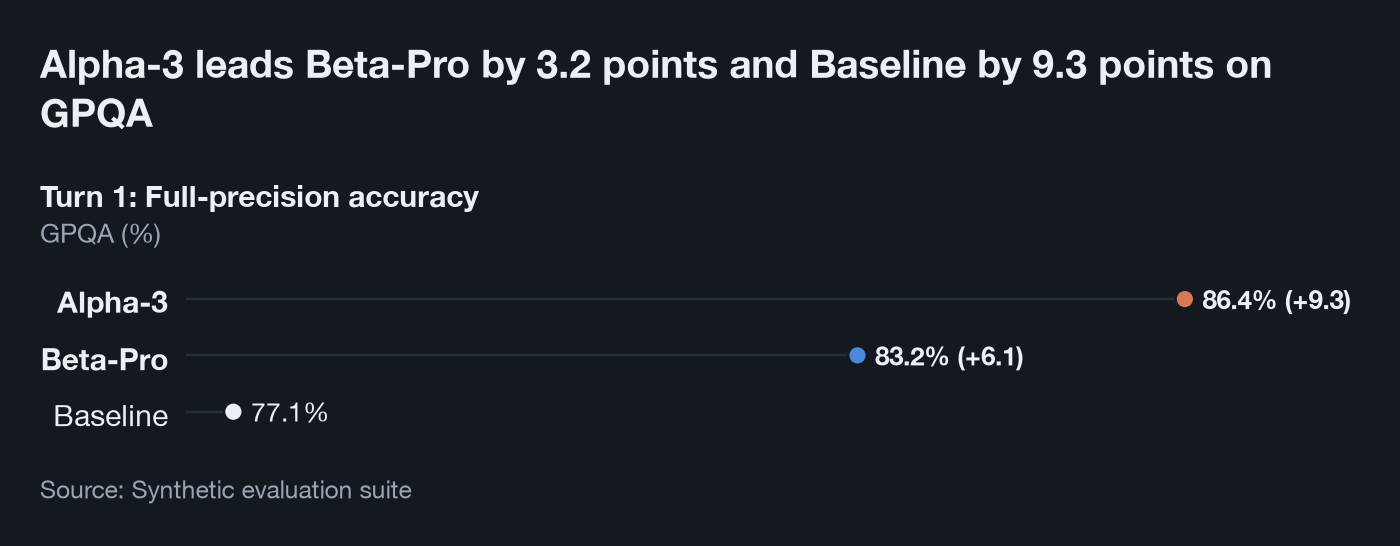 Alpha-3 leads Beta-Pro by 3.2 points and Baseline by 9.3 points on
GPQA
Turn 1: Full-precision accuracy
GPQA (%)
Alpha-3 86.4% (+9.3)
Beta-Pro 83.2% (+6.1)
Baseline 77.1%
Source: Synthetic evaluation suite